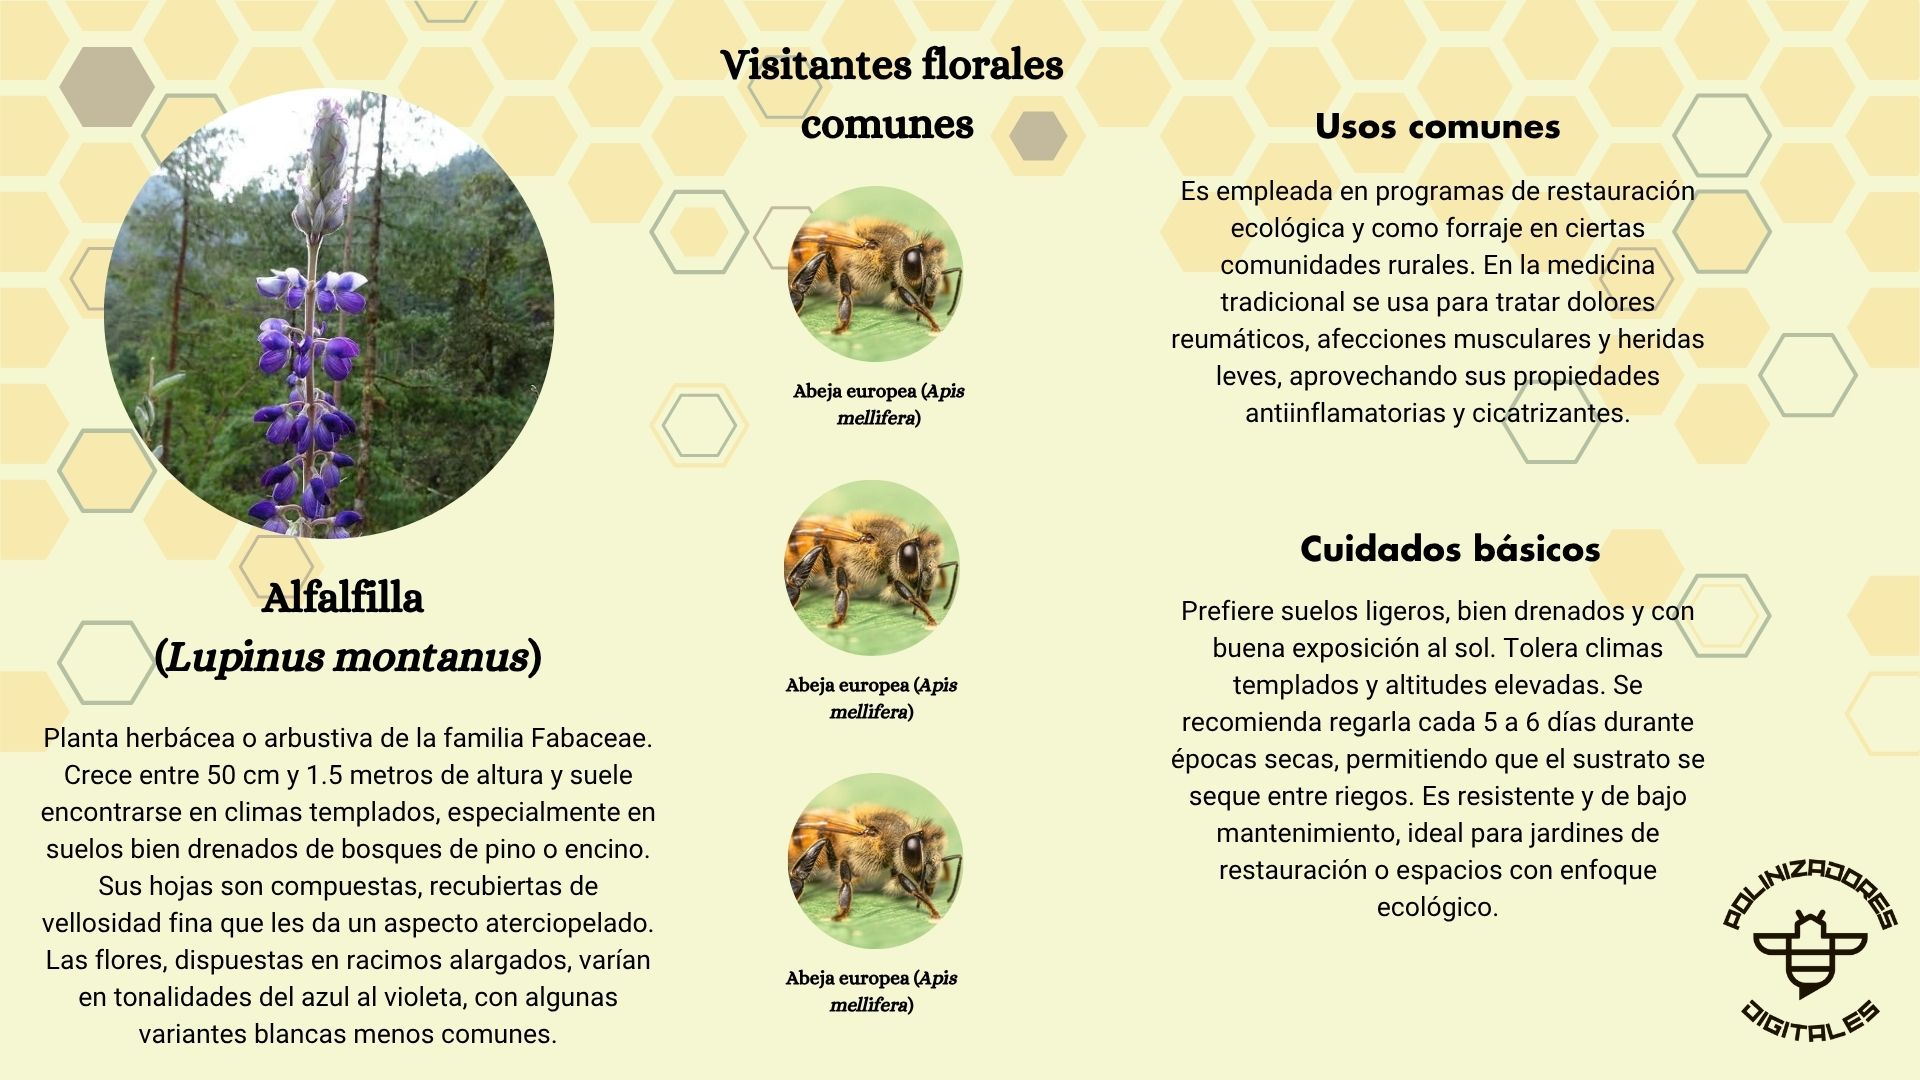 Alfalfilla
(Lupinus montanus)
Planta herbácea o arbustiva de la familia Fabaceae.
Crece entre 50 cm y 1.5 metros de altura y suele
encontrarse en climas templados, especialmente en
suelos bien drenados de bosques de pino o encino.
Sus hojas son compuestas, recubiertas de
vellosidad fina que les da un aspecto aterciopelado.
Las flores, dispuestas en racimos alargados, varían
en tonalidades del azul al violeta, con algunas
variantes blancas menos comunes.
Visitantes florales
comunes
Abeja europea (Apis
mellifera)
Abeja europea (Apis
mellifera)
Abeja europea (Apis
mellifera)
Usos comunes
Es empleada en programas de restauración
ecológica y como forraje en ciertas
comunidades rurales. En la medicina
tradicional se usa para tratar dolores
reumáticos, afecciones musculares y heridas
leves, aprovechando sus propiedades
antiinflamatorias y cicatrizantes.
Cuidados básicos
Prefiere suelos ligeros, bien drenados y con
buena exposición al sol. Tolera climas
templados y altitudes elevadas. Se
recomienda regarla cada 5 a 6 días durante
épocas secas, permitiendo que el sustrato se
seque entre riegos. Es resistente y de bajo
mantenimiento, ideal para jardines de
restauración o espacios con enfoque
ecológico.
POLINIZADORES
DIGITALES